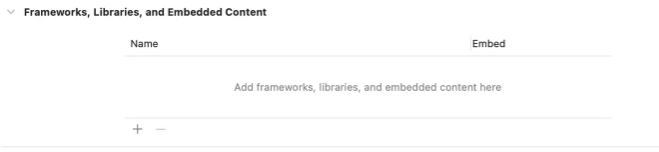 Frameworks, Libraries, and Embedded Content
Name Embed
Add frameworks, libraries, and embedded content here